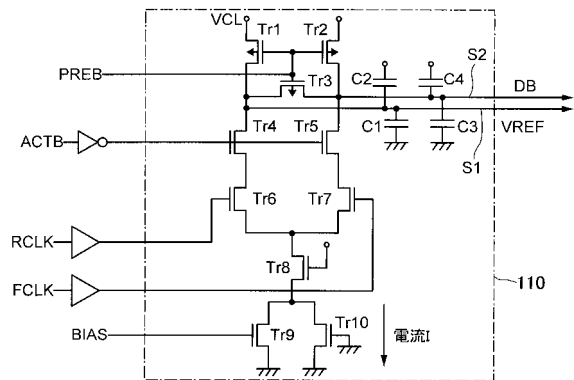 VCL
Tr1
Tr2
S2
PREB
Tr3
C2
C4
DB
VREF
ACTB
Tr4
Tr5
C1
C3
S1
Tr6
Tr7
RCLK
Tr8
FCLK
110
BIAS
Tr9
Tr10
電流I